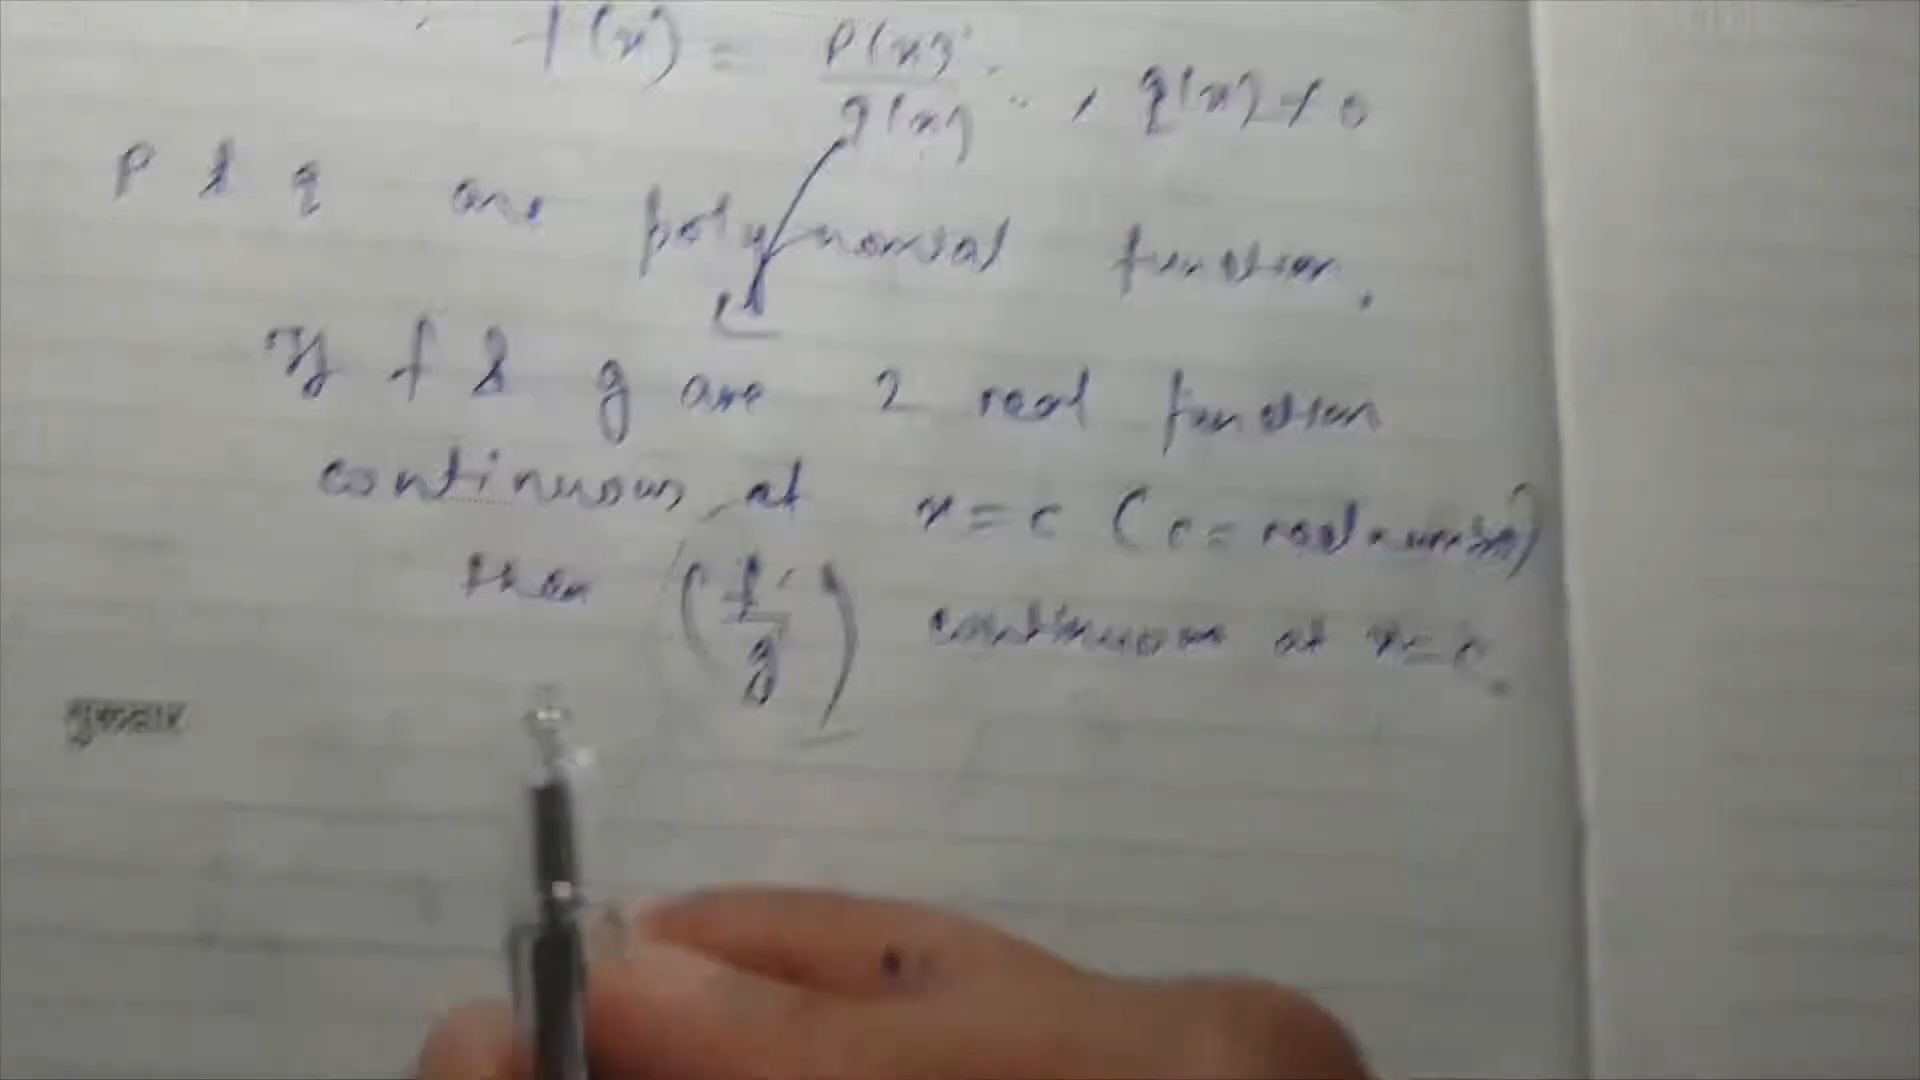 f(x) = P(x) / q(x) , q(x) ≠ 0
P & q are polynomial function.
If f & g are 2 real function
continuous at x = c (c = real number)
then (f/g) continuous at x = c.